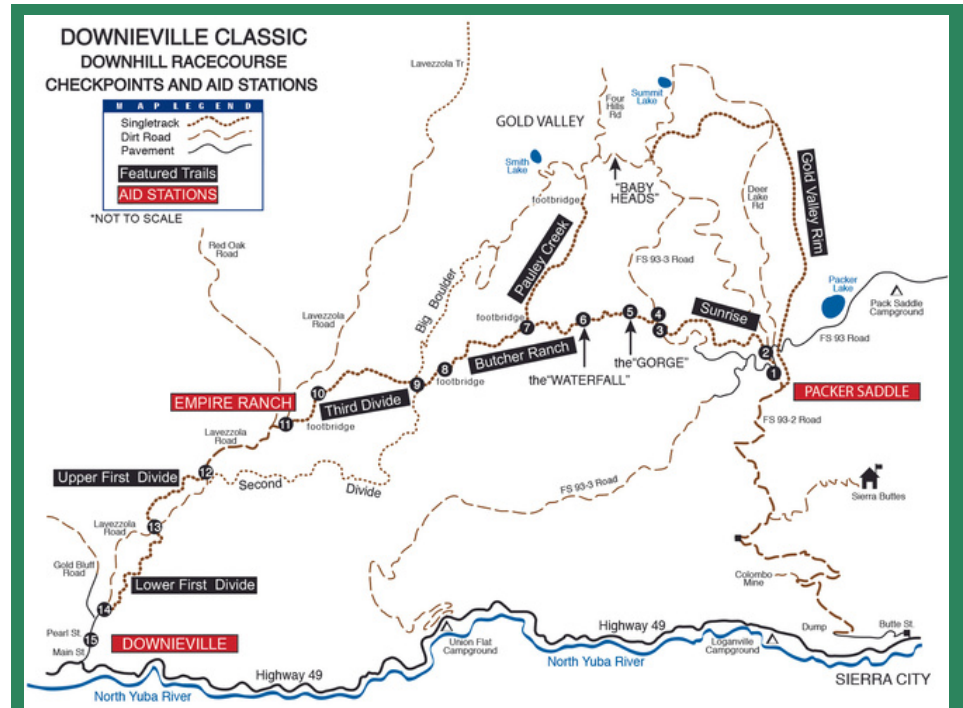 DOWNIEVILLE CLASSIC
DOWNHILL RACECOURSE
CHECKPOINTS AND AID STATIONS
MAP LEGEND
Singletrack
Dirt Road
Pavement
Featured Trails
AID STATIONS
*NOT TO SCALE
Lavezzola Tr
GOLD VALLEY
Four
Hills
Rd
Summit
Lake
Smith
Lake
footbridge
"BABY
HEADS"
Deer
Lake
Rd
Gold Valley Rim
Red Oak
Road
Pauley Creek
FS 93-3 Road
Big Boulder
Lavezzola
Road
Packer
Lake
Pack Saddle
Campground
FS 93 Road
Sunrise
footbridge
7
6
5
4
3
2
1
Butcher Ranch
8
footbridge
the "GORGE"
the"WATERFALL"
PACKER SADDLE
9
10
Third Divide
EMPIRE RANCH
11
footbridge
FS 93-2 Road
Lavezzola
Road
12
Upper First Divide
Second
Divide
FS 93-3 Road
Sierra Buttes
Lavezzola
Road
13
Gold Bluff
Road
Colombo
Mine
Lower First Divide
14
Pearl St.
15
Main St.
DOWNIEVILLE
Union Flat
Campground
Highway 49
Loganville
Campground
Dump
Butte St.
North Yuba River
SIERRA CITY
Highway 49
North Yuba River